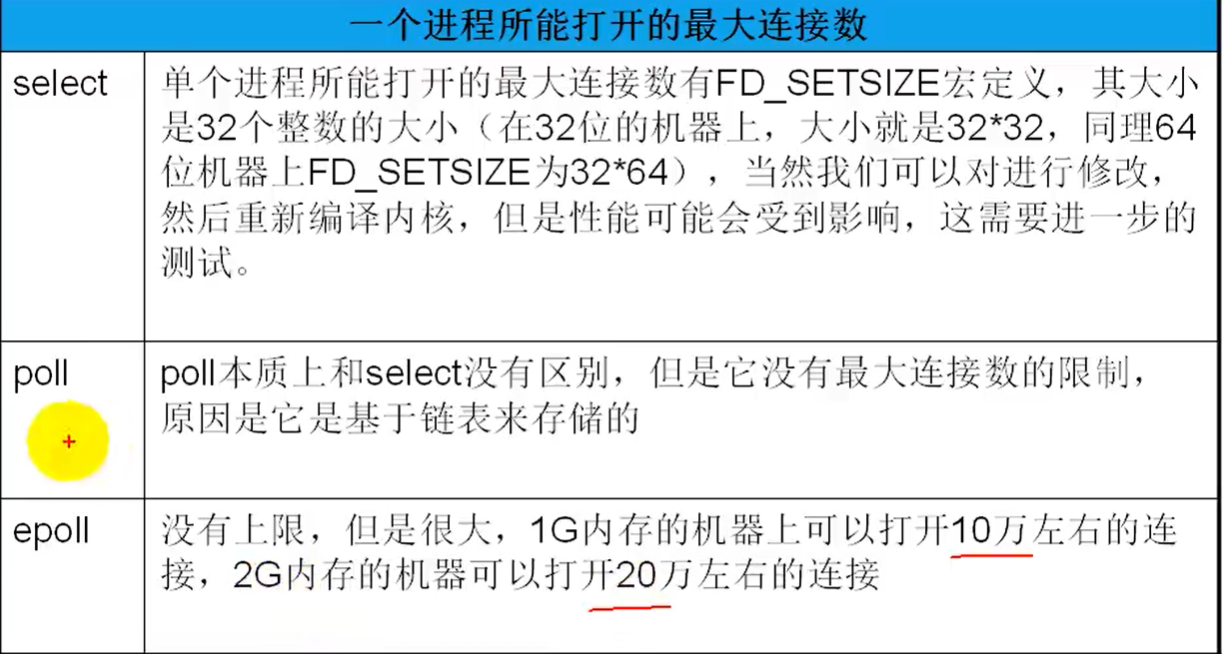 一个进程所能打开的最大连接数
select
单个进程所能打开的最大连接数有FD_SETSIZE宏定义，其大小
是32个整数的大小（在32位的机器上，大小就是32*32，同理64
位机器上FD_SETSIZE为32*64），当然我们可以对进行修改，
然后重新编译内核，但是性能可能会受到影响，这需要进一步的
测试。
poll
poll本质上和select没有区别，但是它没有最大连接数的限制，
原因是它是基于链表来存储的
epoll
没有上限，但是很大，1G内存的机器上可以打开10万左右的连
接，2G内存的机器可以打开20万左右的连接